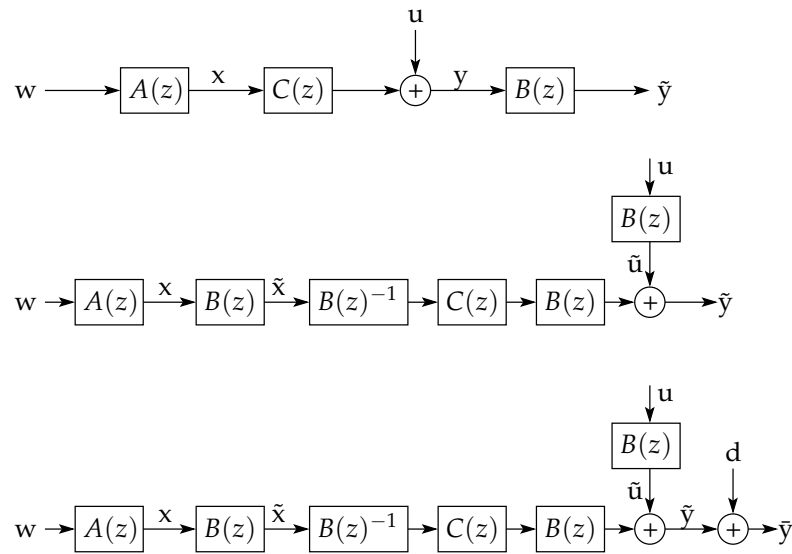 u
w A(z) x C(z) + y B(z) ỹ
u
B(z)
ũ
w A(z) x B(z) x̃ B(z)⁻¹ C(z) B(z) + ỹ
u
B(z) d
ũ
w A(z) x B(z) x̃ B(z)⁻¹ C(z) B(z) + ỹ + ȳ